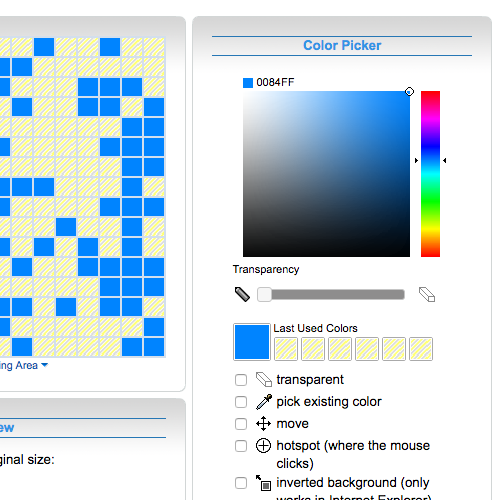 Color Picker
0084FF
Transparency
Last Used Colors
transparent
pick existing color
move
hotspot (where the mouse
clicks)
inverted background (only
works in Internet Explorer)
ing Area
ew
ginal size: